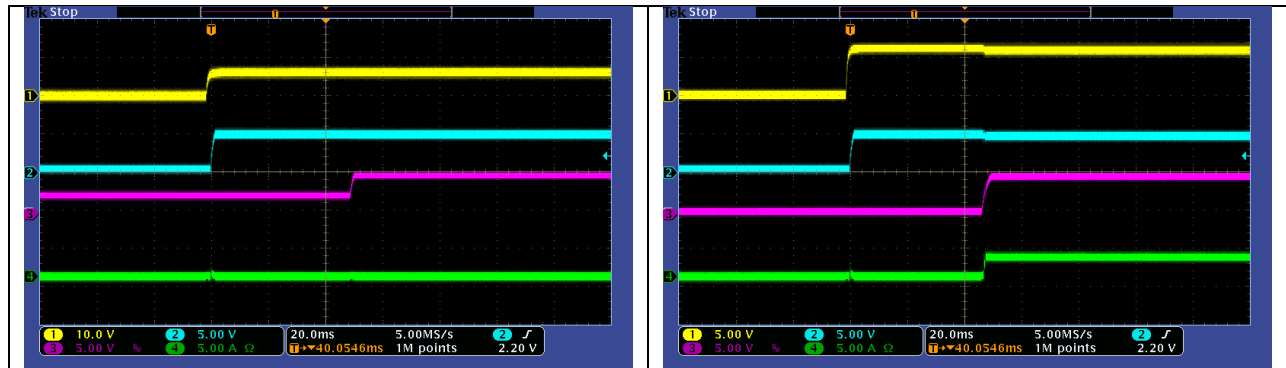 Tek Stop
T
T
1
2
3
4
1 10.0 V 2 5.00 V 20.0ms 5.00MS/s 2
3 5.00 V 4 5.00 A Ω T→▼40.0546ms 1M points 2.20 V
Tek Stop
T
T
1
2
3
4
1 5.00 V 2 5.00 V 20.0ms 5.00MS/s 2
3 5.00 V 4 5.00 A Ω T→▼40.0546ms 1M points 2.20 V